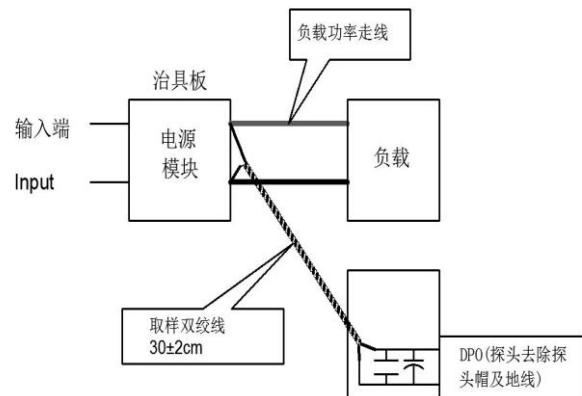 负载功率走线
治具板
输入端
Input
电源
模块
负载
取样双绞线
30±2cm
DPO(探头去除探
头帽及地线)